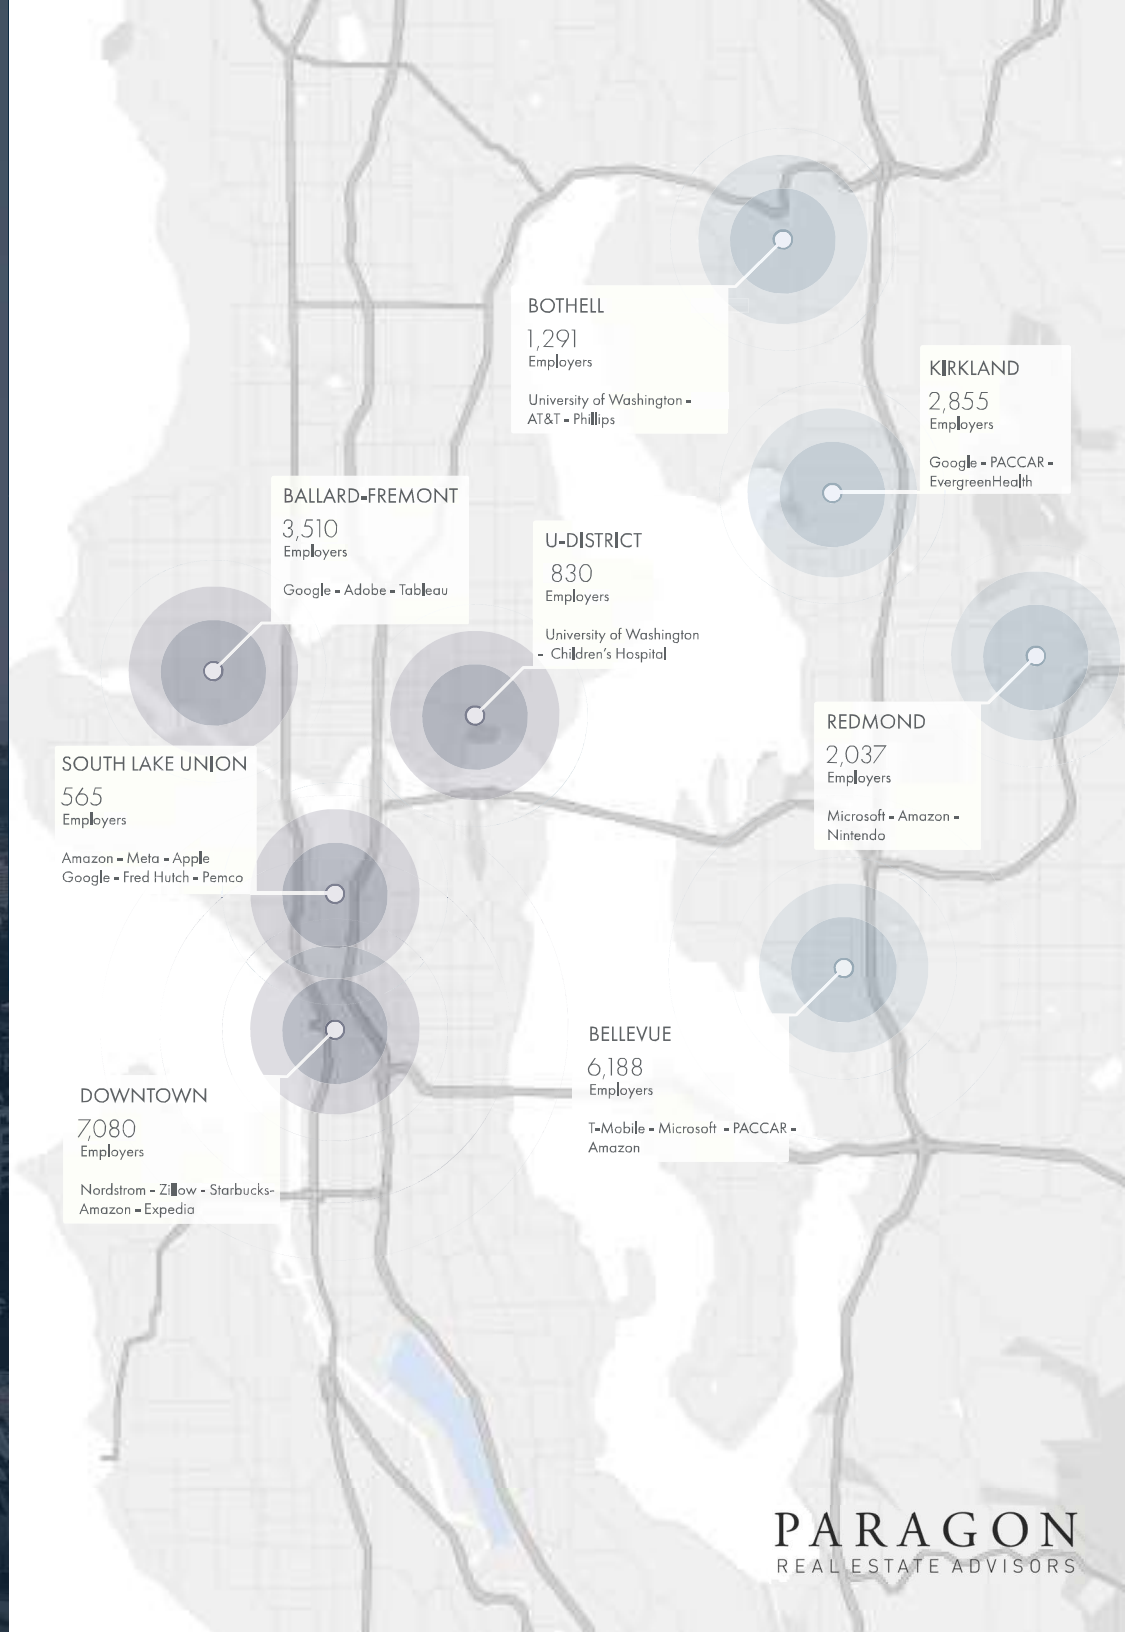 BOTHELL
1,291
Employers
University of Washington -
AT&T - Phillips
KIRKLAND
2,855
Employers
Google - PACCAR -
EvergreenHealth
BALLARD-FREMONT
3,510
Employers
Google - Adobe - Tableau
U-DISTRICT
830
Employers
University of Washington
- Children's Hospital
REDMOND
2,037
Employers
Microsoft - Amazon -
Nintendo
SOUTH LAKE UNION
565
Employers
Amazon - Meta - Apple
Google - Fred Hutch - Pemco
BELLEVUE
6,188
Employers
T-Mobile - Microsoft - PACCAR -
Amazon
DOWNTOWN
7,080
Employers
Nordstrom - Zillow - Starbucks-
Amazon - Expedia
PARAGON
REAL ESTATE ADVISORS